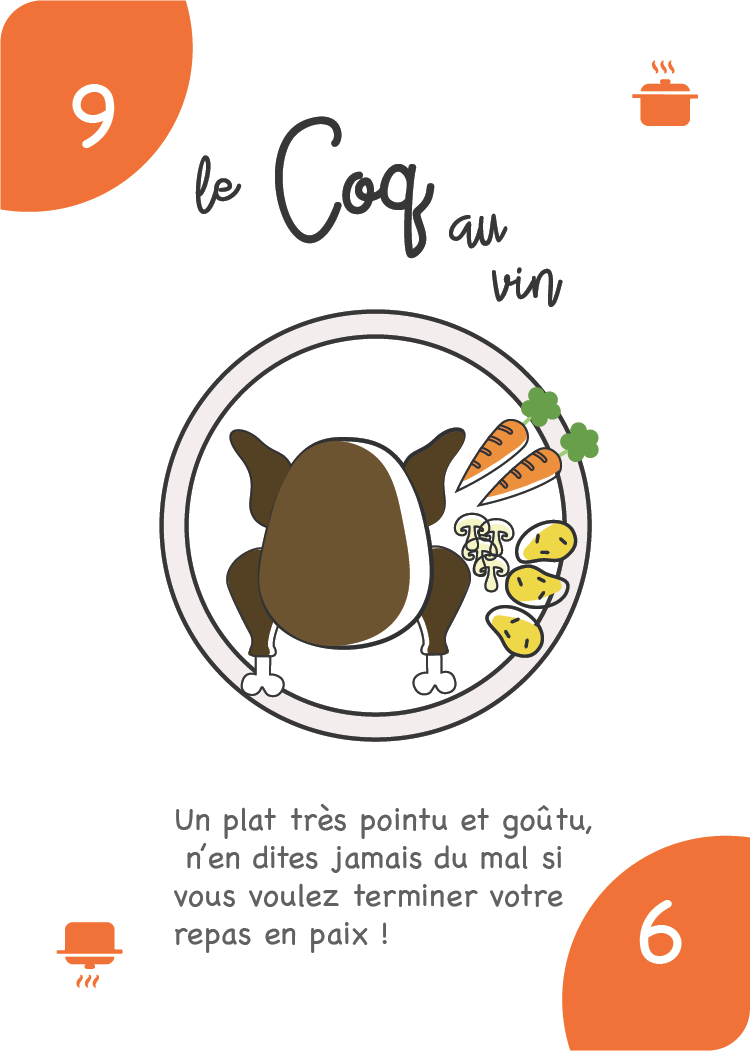 9
le Coq au
vin
Un plat très pointu et goûtu,
n'en dites jamais du mal si
vous voulez terminer votre
repas en paix !
9